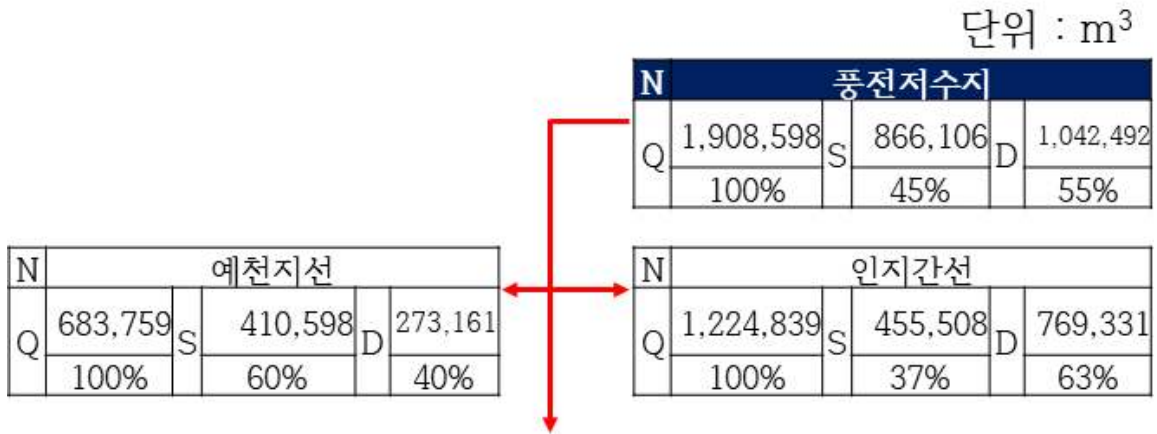 단위 : m³
N 풍전저수지
Q 1,908,598 S 866,106 D 1,042,492
100% 45% 55%
N 예천지선
Q 683,759 S 410,598 D 273,161
100% 60% 40%
N 인지간선
Q 1,224,839 S 455,508 D 769,331
100% 37% 63%